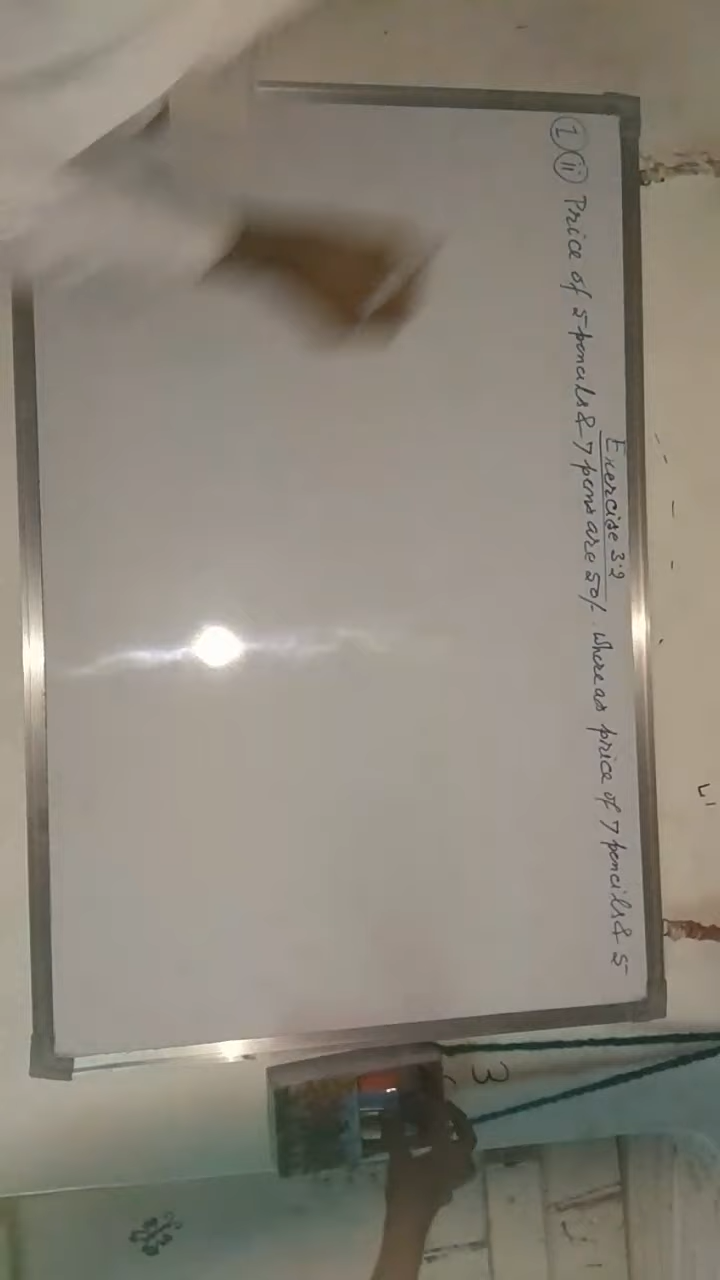 Exercise 3.2
1 ii Price of 5 pencils & 7 pens are 50/-. Whereas price of 7 pencils & 5
3